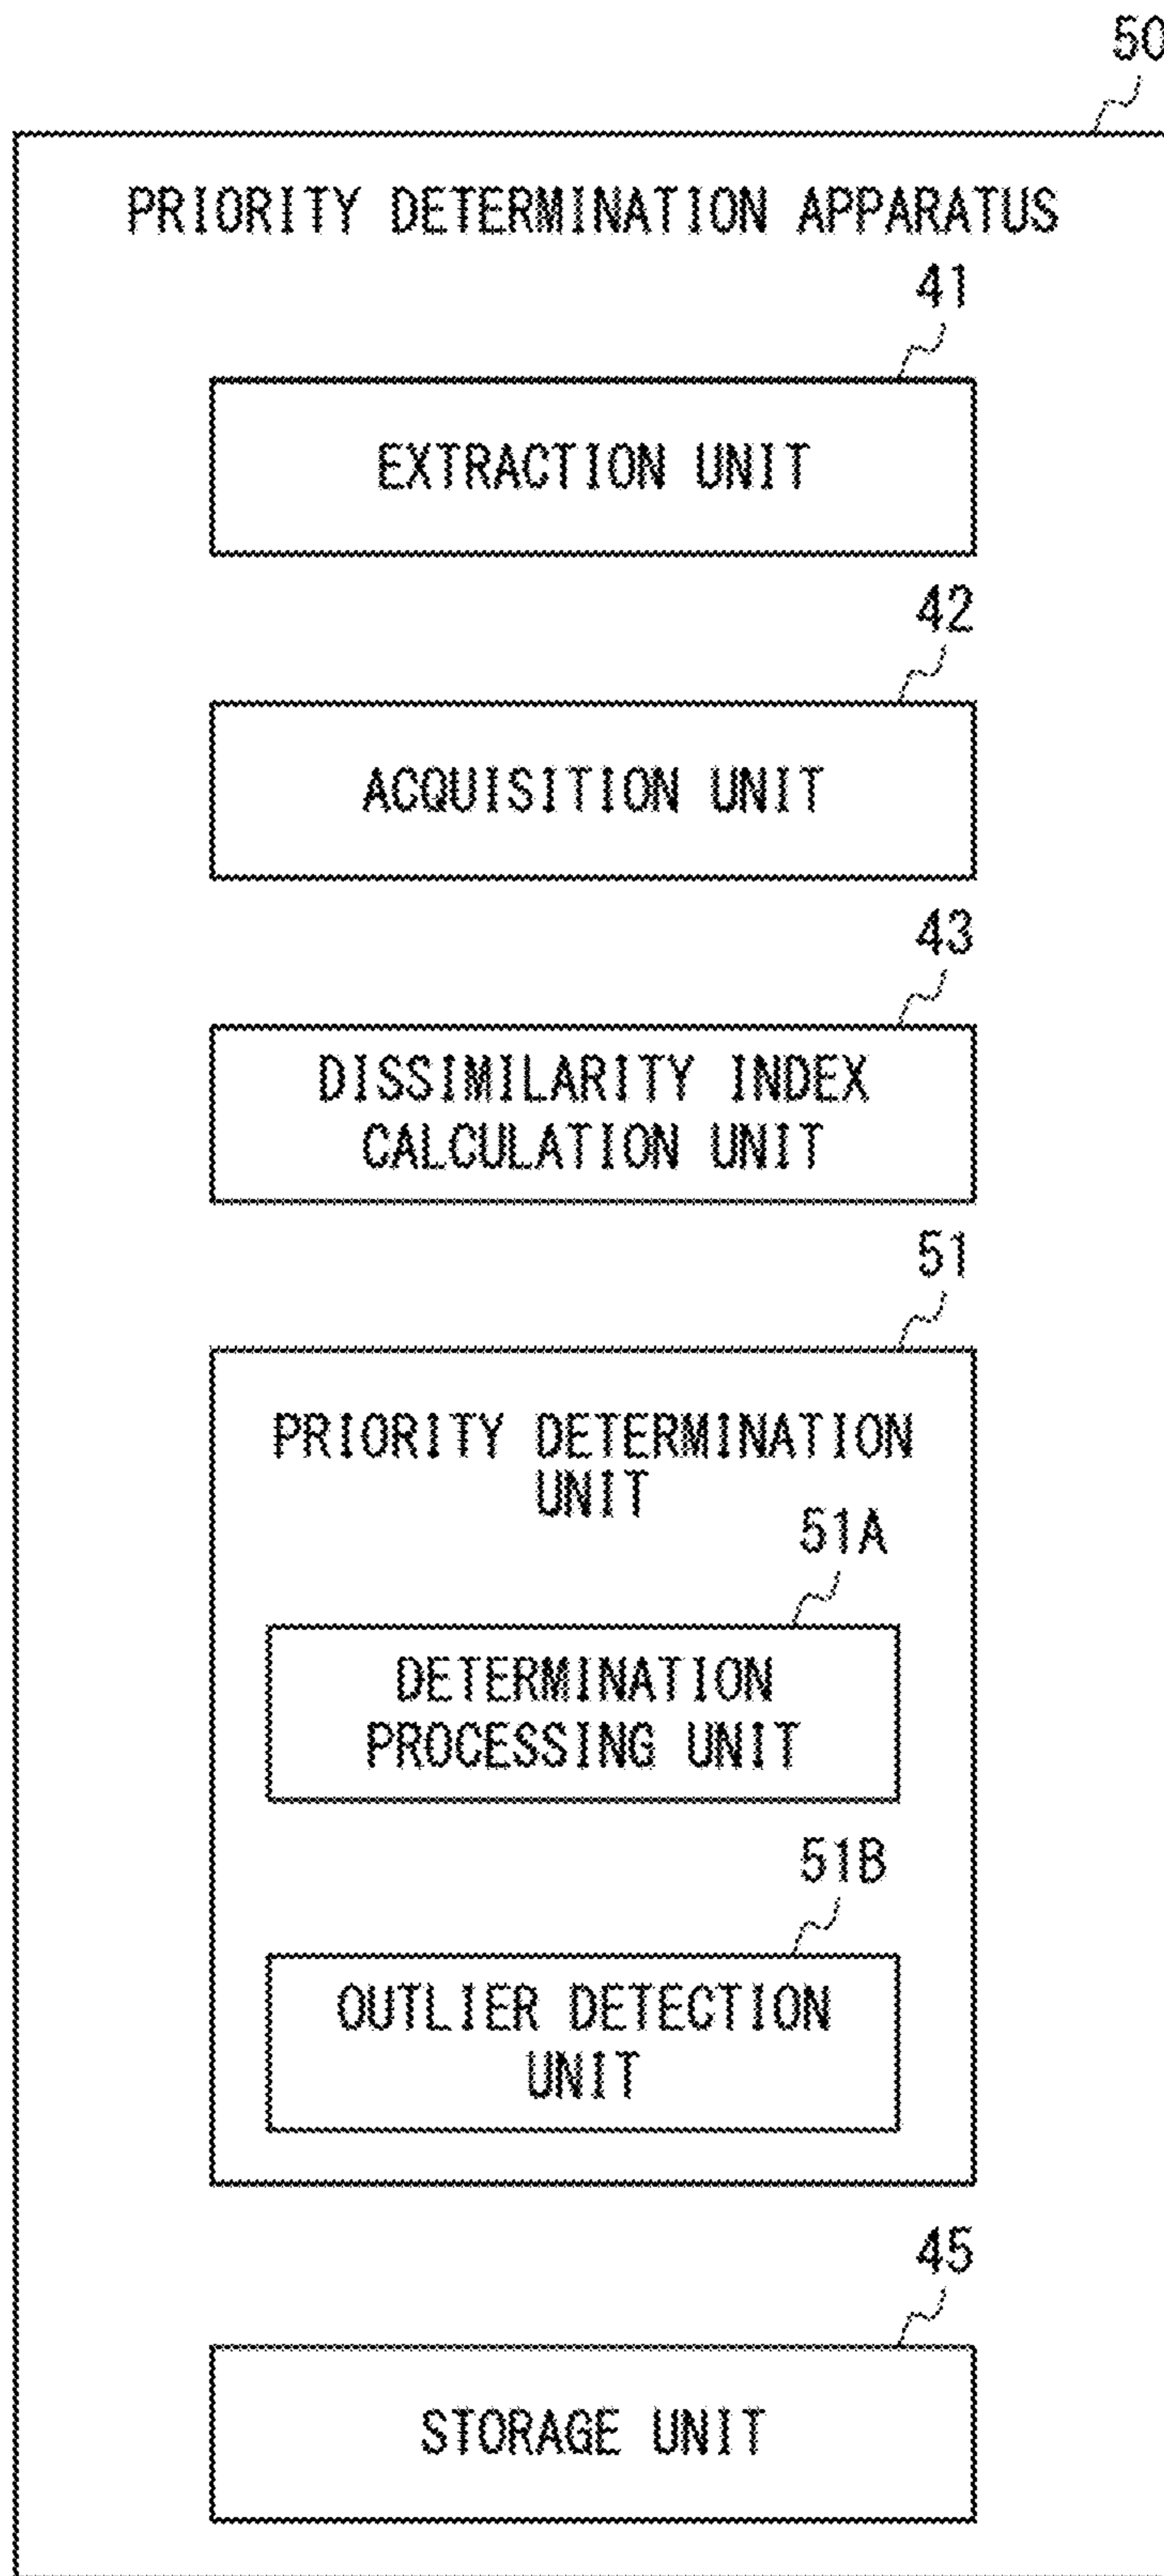 50
PRIORITY DETERMINATION APPARATUS
41
EXTRACTION UNIT
42
ACQUISITION UNIT
43
DISSIMILARITY INDEX
CALCULATION UNIT
51
PRIORITY DETERMINATION
UNIT
51A
DETERMINATION
PROCESSING UNIT
51B
OUTLIER DETECTION
UNIT
45
STORAGE UNIT